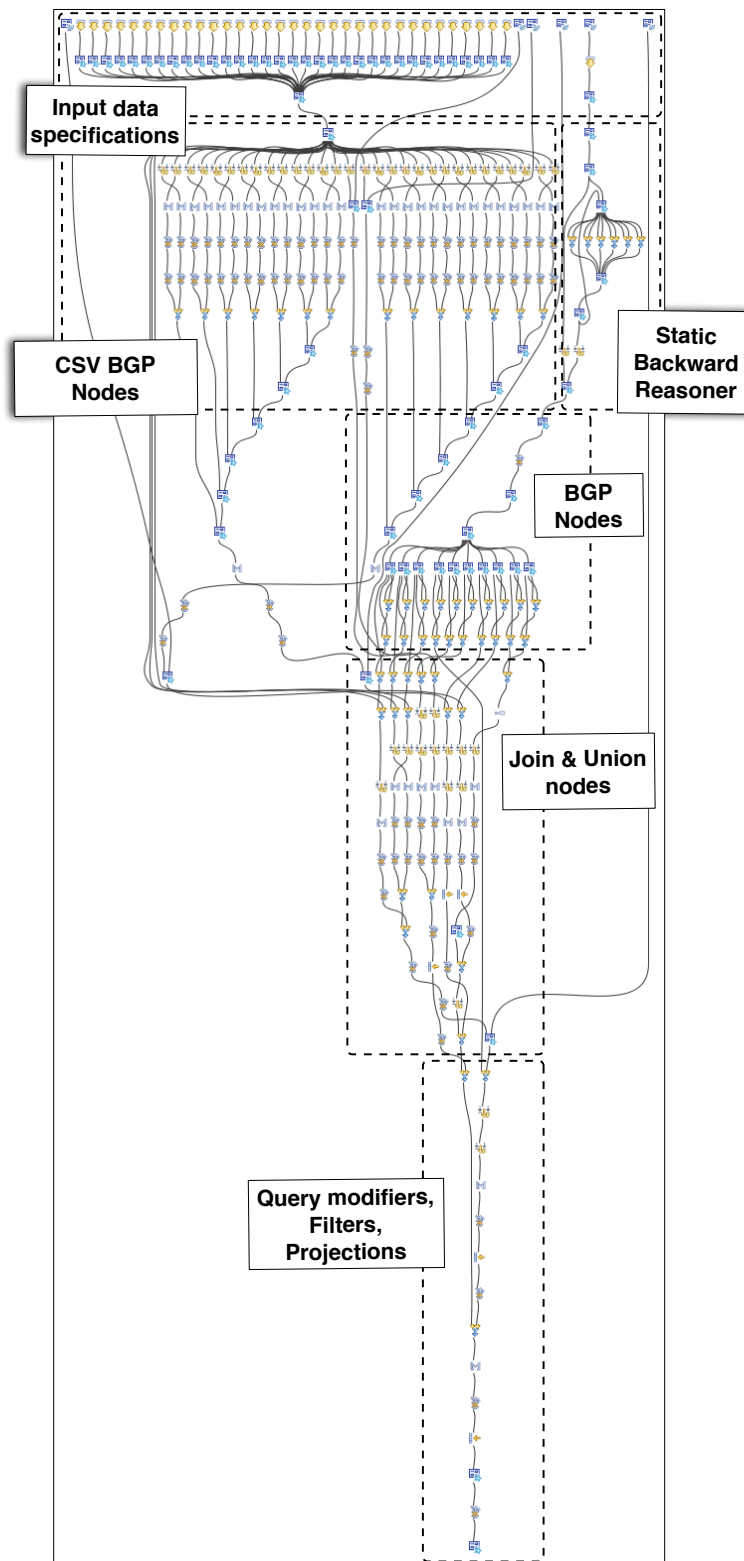 Input data
specifications
CSV BGP
Nodes
Static
Backward
Reasoner
BGP
Nodes
Join & Union
nodes
Query modifiers,
Filters,
Projections